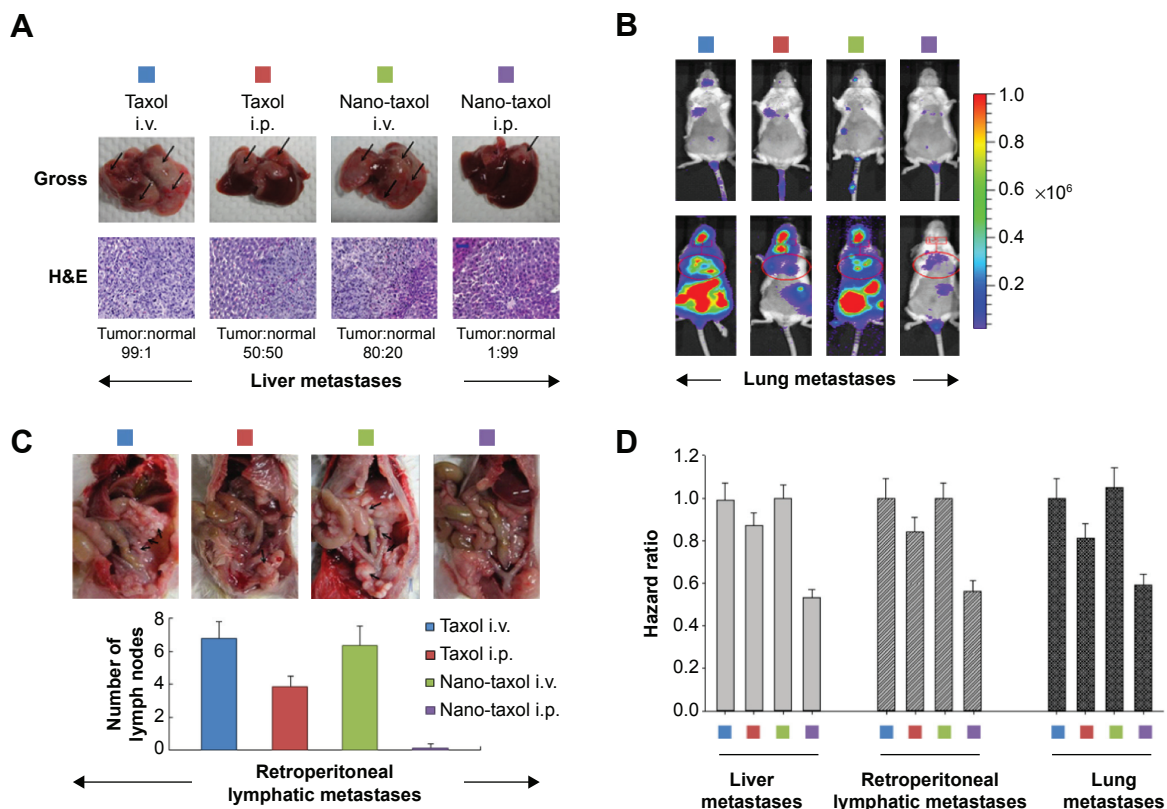 A
Taxol
i.v.
Taxol
i.p.
Nano-taxol
i.v.
Nano-taxol
i.p.
Gross
H&E
Tumor:normal
99:1
Tumor:normal
50:50
Tumor:normal
80:20
Tumor:normal
1:99
Liver metastases
B
1.0
0.8
0.6
×10⁶
0.4
0.2
Lung metastases
C
8
6
4
2
0
Number of
lymph nodes
Taxol i.v.
Taxol i.p.
Nano-taxol i.v.
Nano-taxol i.p.
Retroperitoneal
lymphatic metastases
D
1.2
1.0
0.8
0.6
0.4
0.2
0.0
Hazard ratio
Liver
metastases
Retroperitoneal
lymphatic metastases
Lung
metastases